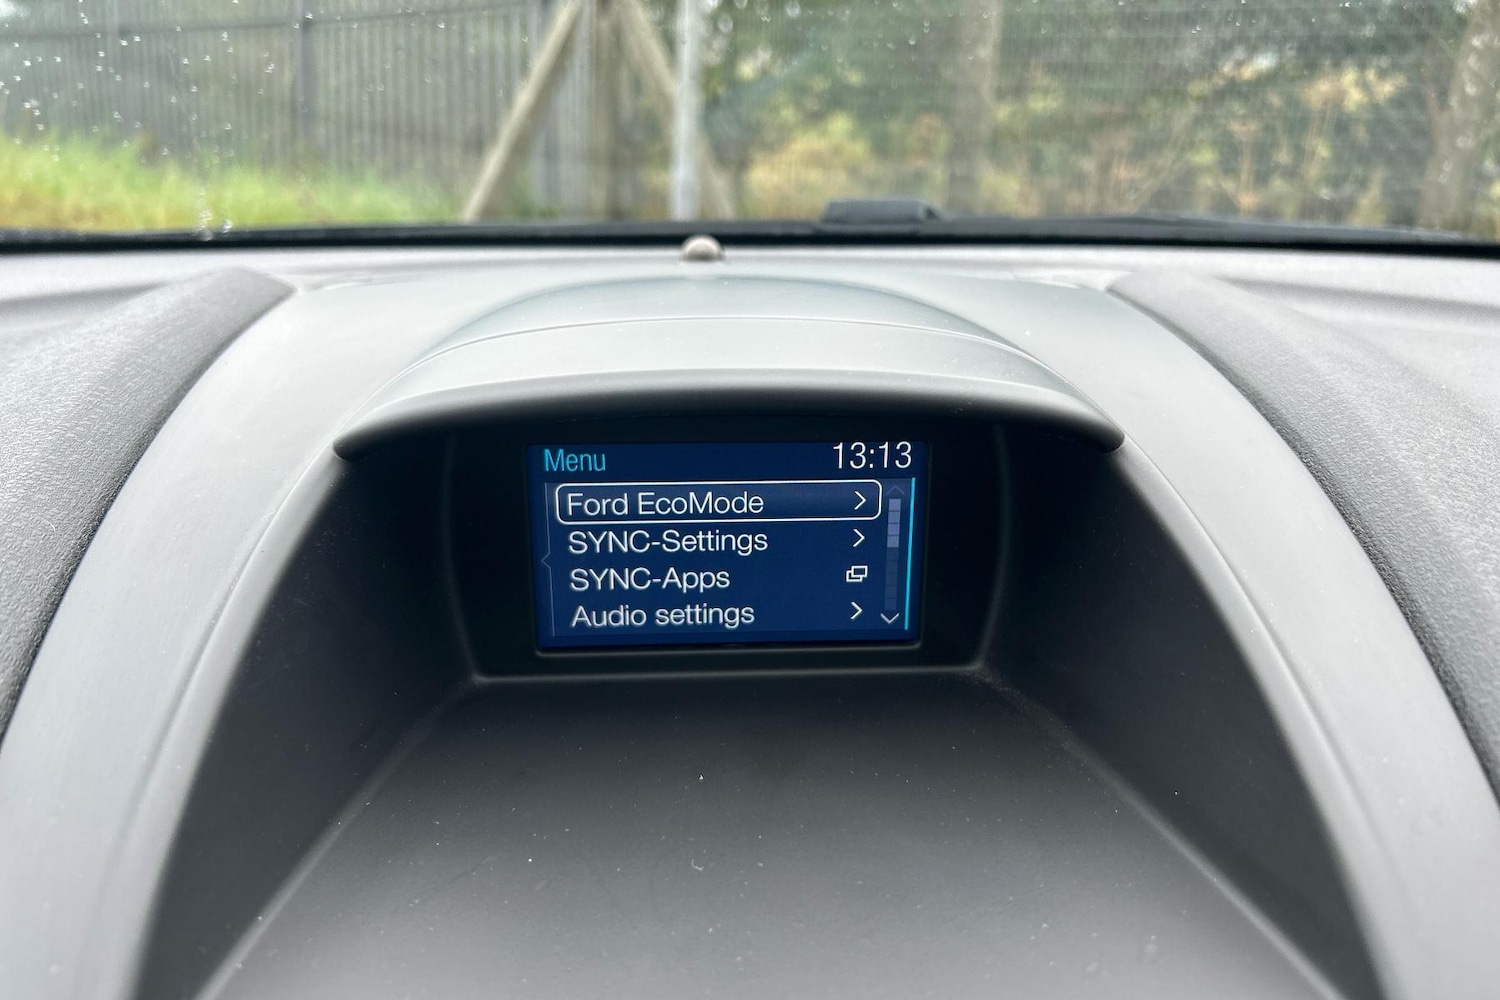 Menu 13:13
Ford EcoMode
SYNC-Settings
SYNC-Apps
Audio settings